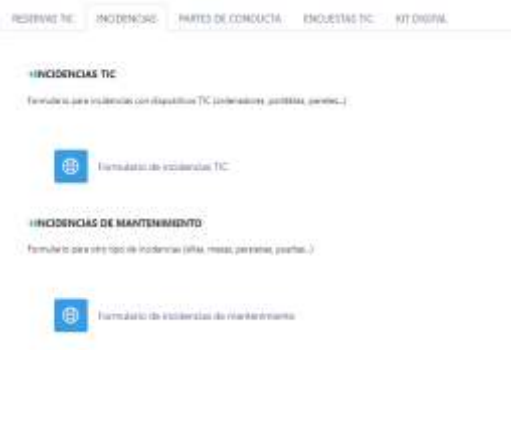 RESERVAS TIC
INCIDENCIAS
PARTES DE CONDUCTA
ENCUESTAS TIC
KIT DIGITAL
INCIDENCIAS TIC
Formulario para incidencias con dispositivos TIC (ordenadores, portátiles, paneles...)
Formulario de incidencias TIC
INCIDENCIAS DE MANTENIMIENTO
Formulario para otro tipo de incidencias (sillas, mesas, persianas, puertas...)
Formulario de incidencias de mantenimiento